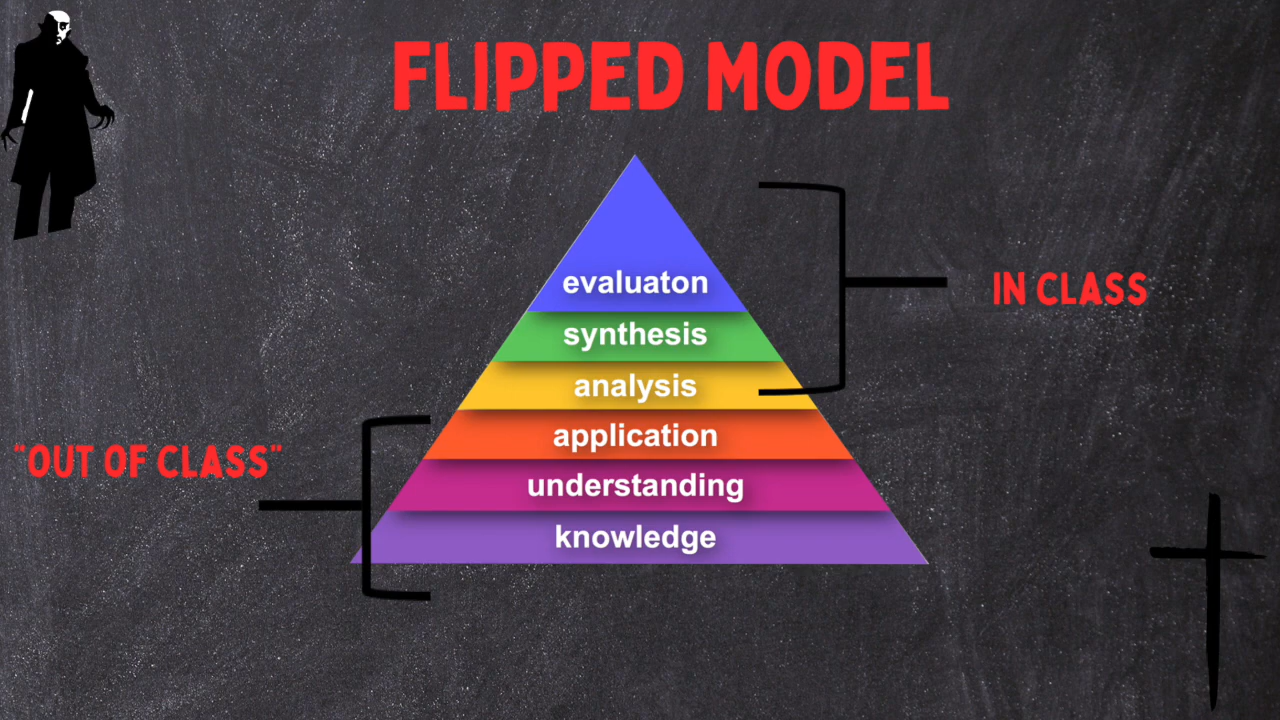 FLIPPED MODEL
evaluaton
synthesis
analysis
application
understanding
knowledge
IN CLASS
"OUT OF CLASS"